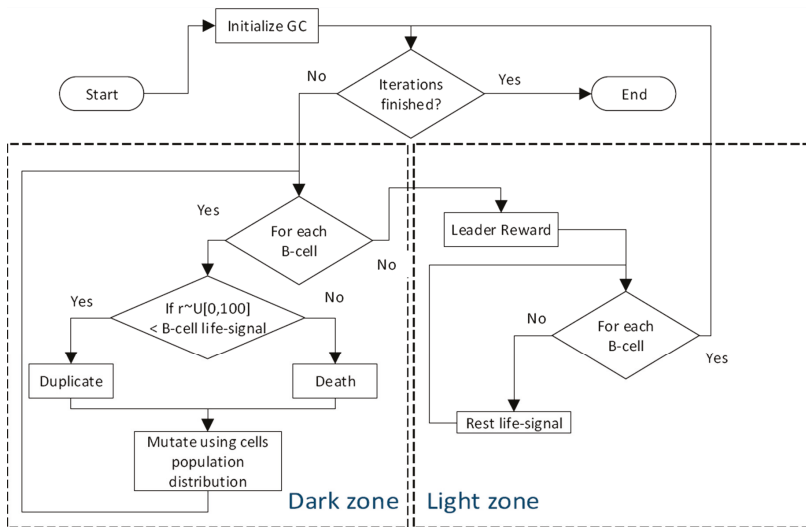 Initialize GC
Start
No
Iterations
finished?
Yes
End
Yes
For each
B-cell
No
Leader Reward
Yes
If r~U[0,100]
< B-cell life-signal
No
No
For each
B-cell
Yes
Duplicate
Death
Rest life-signal
Mutate using cells
population
distribution
Dark zone
Light zone